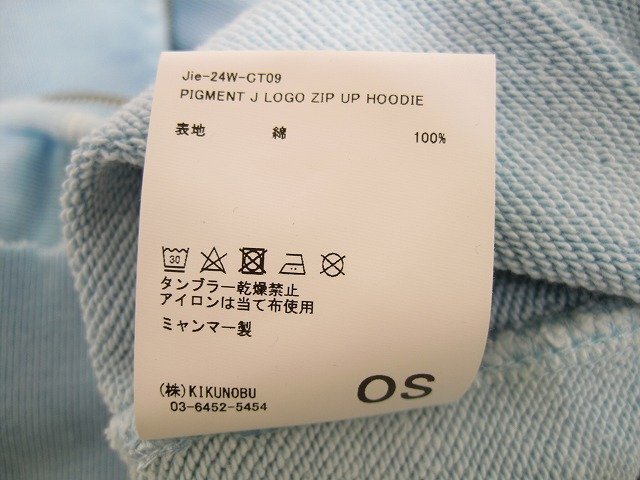 Jie-24W-CT09
PIGMENT J LOGO ZIP UP HOODIE
表地 綿 100%
30
タンブラー乾燥禁止
アイロンは当て布使用
ミャンマー製
(株)KIKUNOBU
03-6452-5454
OS